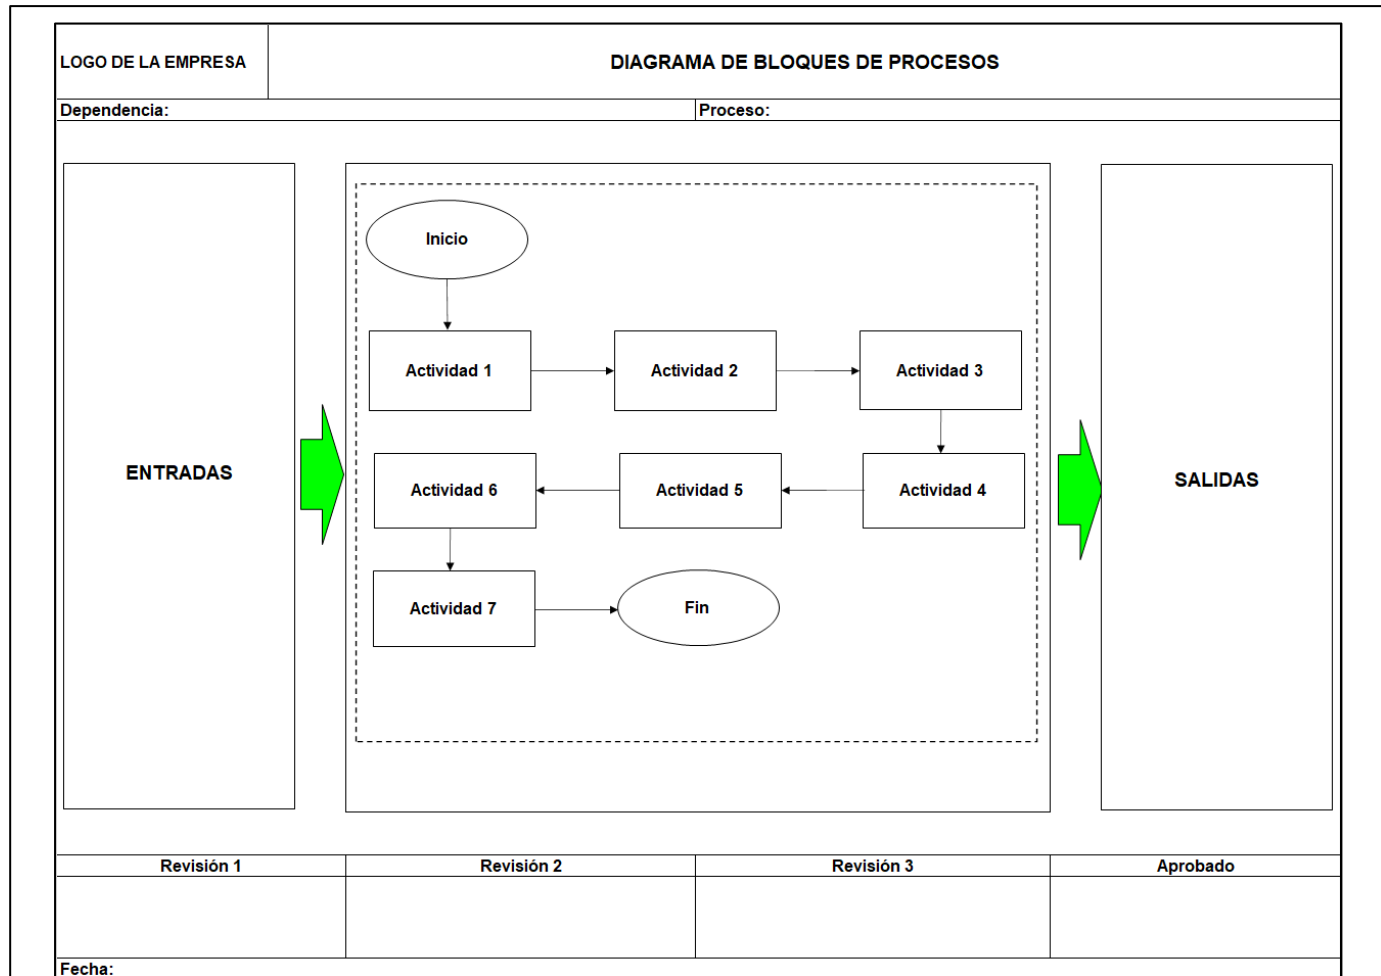 LOGO DE LA EMPRESA
DIAGRAMA DE BLOQUES DE PROCESOS
Dependencia:
Proceso:
Inicio
Actividad 1
Actividad 2
Actividad 3
ENTRADAS
Actividad 6
Actividad 5
Actividad 4
SALIDAS
Actividad 7
Fin
Revisión 1
Revisión 2
Revisión 3
Aprobado
Fecha: